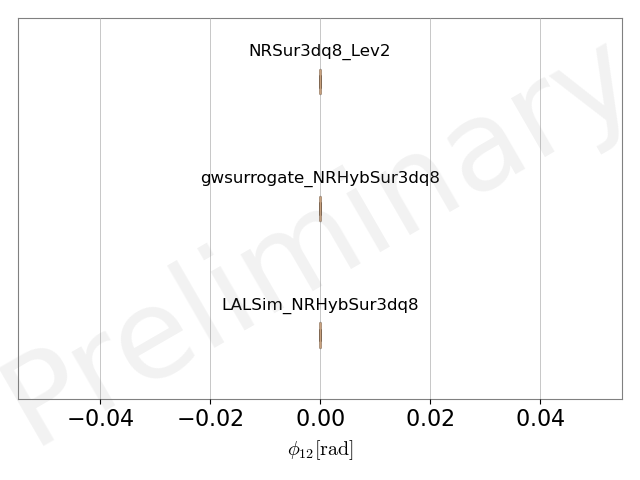 NRSur3dq8_Lev2
gwsurrogate_NRHybSur3dq8
LALSim_NRHybSur3dq8
Preliminary
−0.04 −0.02 0.00 0.02 0.04
ϕ₁₂[rad]